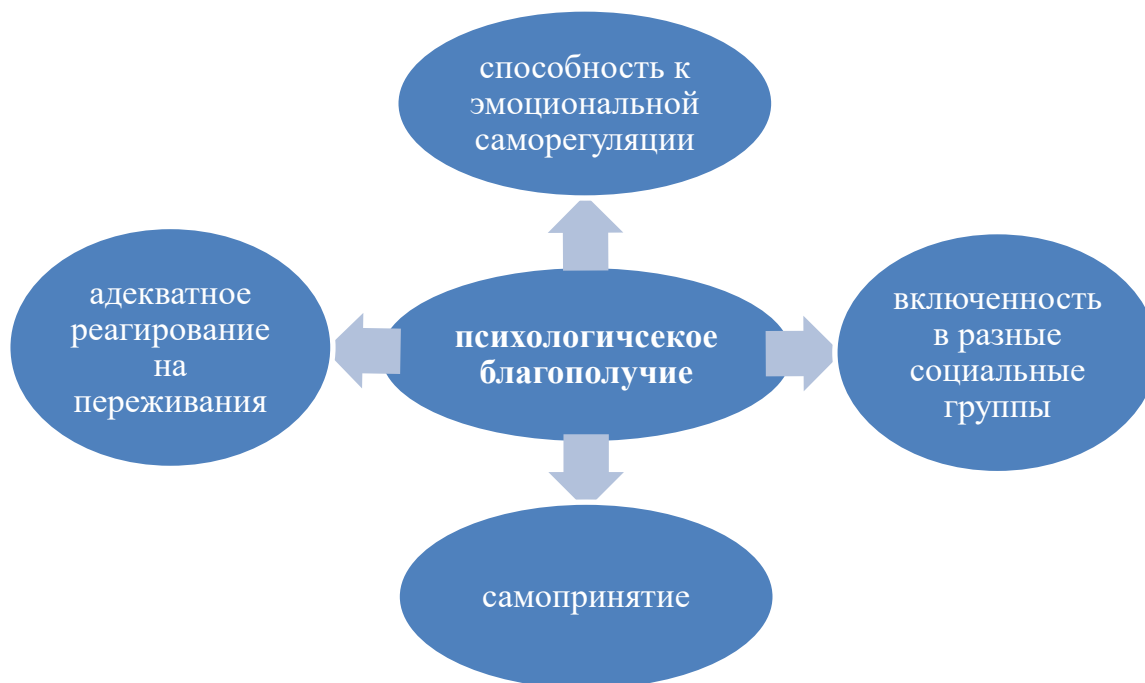 способность к
эмоциональной
саморегуляции
адекватное
реагирование
на
переживания
психологичсекое
благополучие
включенность
в разные
социальные
группы
самопринятие